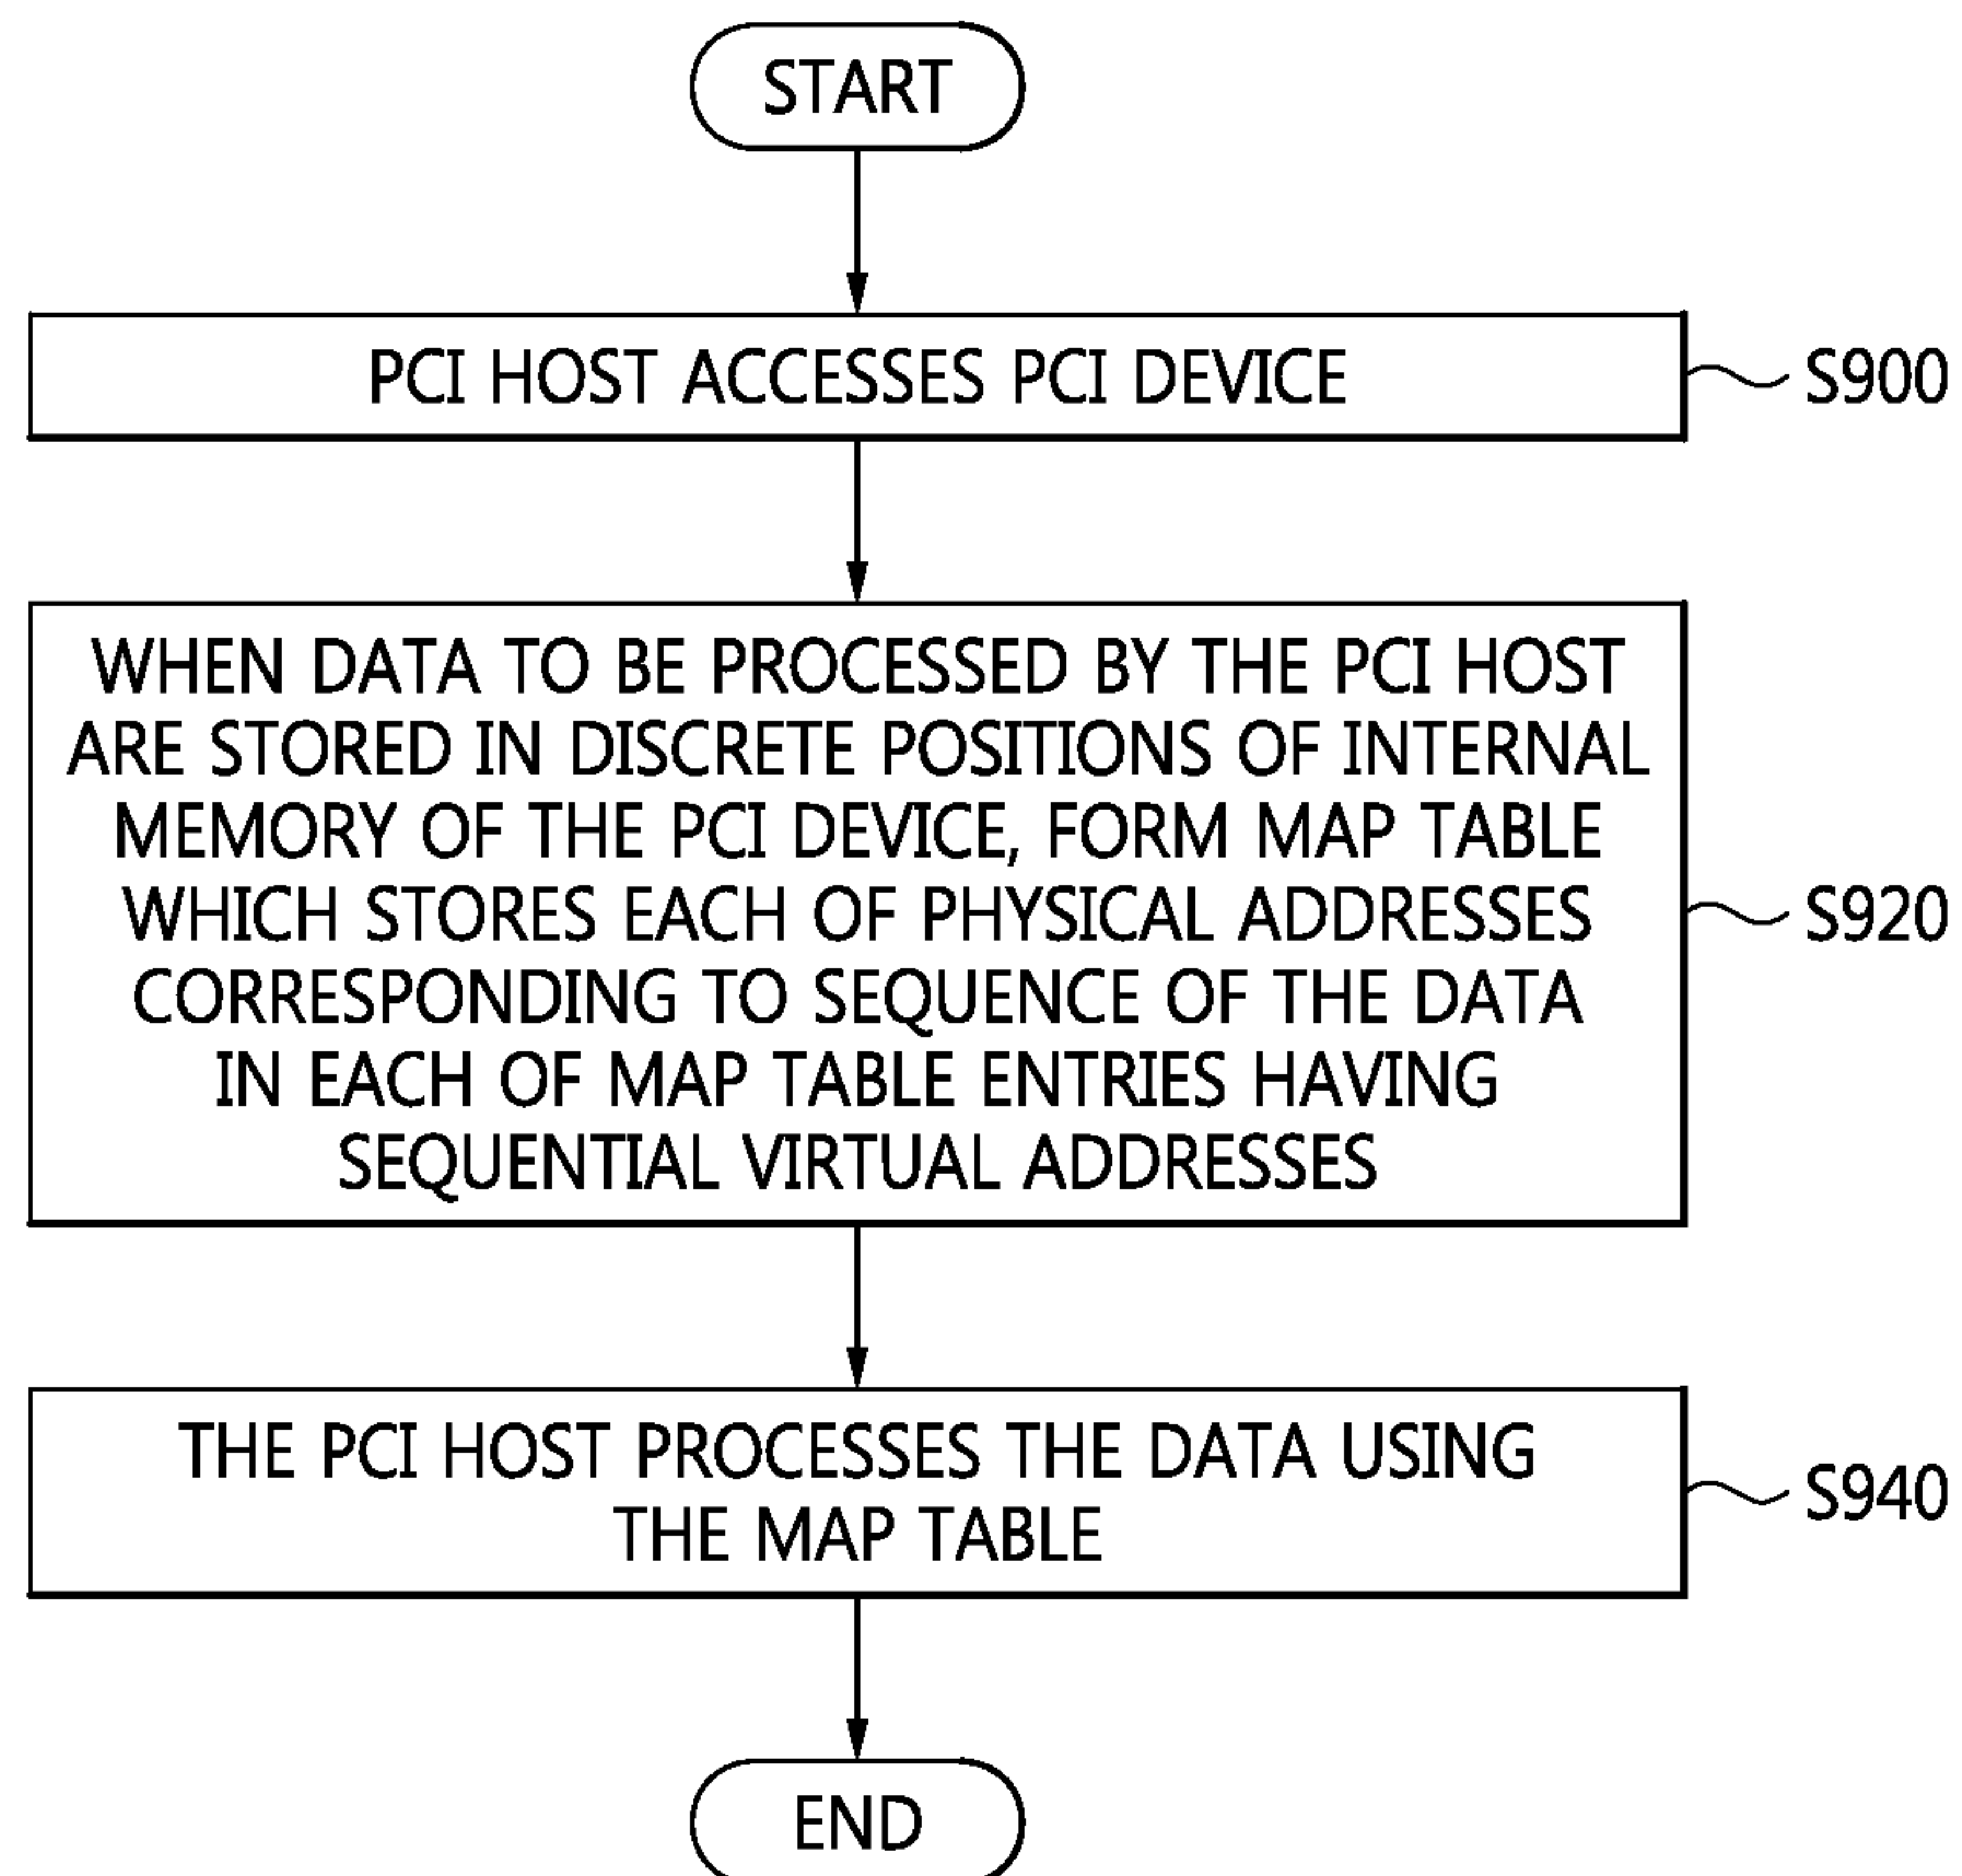 START
PCI HOST ACCESSES PCI DEVICE
S900
WHEN DATA TO BE PROCESSED BY THE PCI HOST
ARE STORED IN DISCRETE POSITIONS OF INTERNAL
MEMORY OF THE PCI DEVICE, FORM MAP TABLE
WHICH STORES EACH OF PHYSICAL ADDRESSES
CORRESPONDING TO SEQUENCE OF THE DATA
IN EACH OF MAP TABLE ENTRIES HAVING
SEQUENTIAL VIRTUAL ADDRESSES
S920
THE PCI HOST PROCESSES THE DATA USING
THE MAP TABLE
S940
END